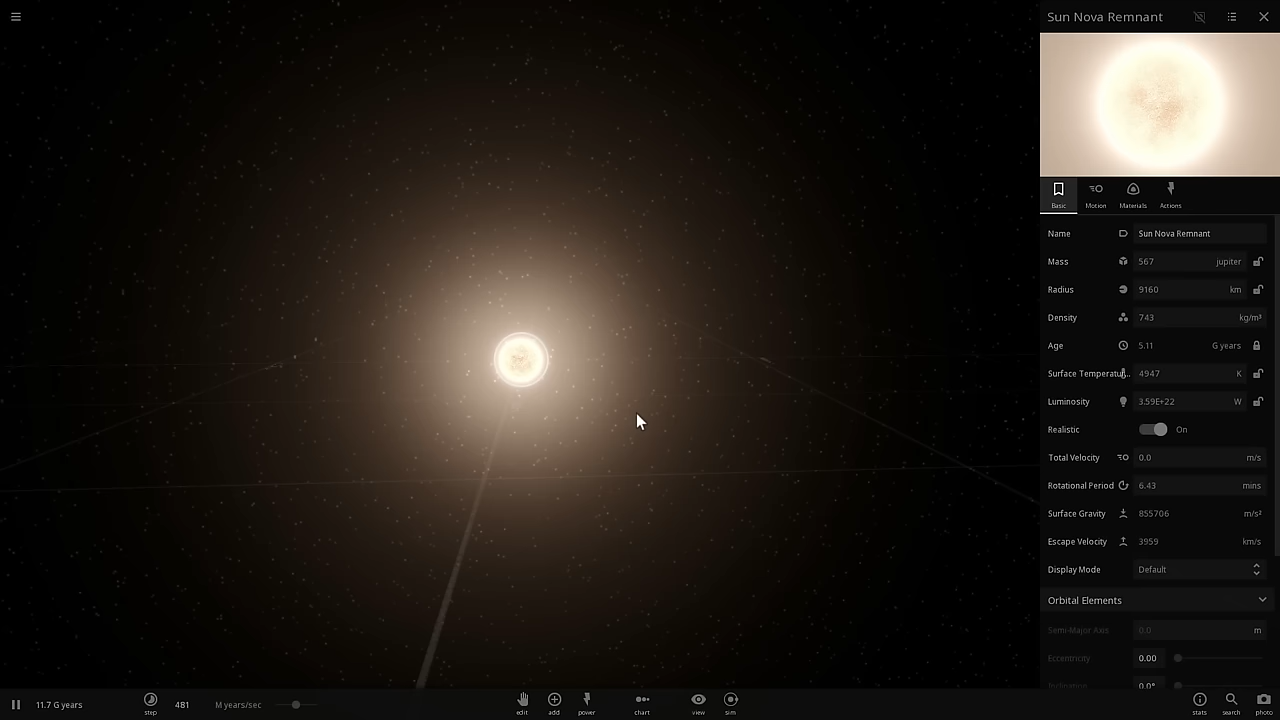 Sun Nova Remnant
Basic Motion Materials Actions
Name Sun Nova Remnant
Mass 567 jupiter
Radius 9160 km
Density 743 kg/m³
Age 5.11 G years
Surface Temperatu... 4947 K
Luminosity 3.59E+22 W
Realistic On
Total Velocity 0.0 m/s
Rotational Period 6.43 mins
Surface Gravity 855706 m/s²
Escape Velocity 3959 km/s
Display Mode Default
Orbital Elements
Semi-Major Axis 0.0 m
Eccentricity 0.00
Inclination 0.0°
11.7 G years step 481 M years/sec edit add power chart view sim stats search photo